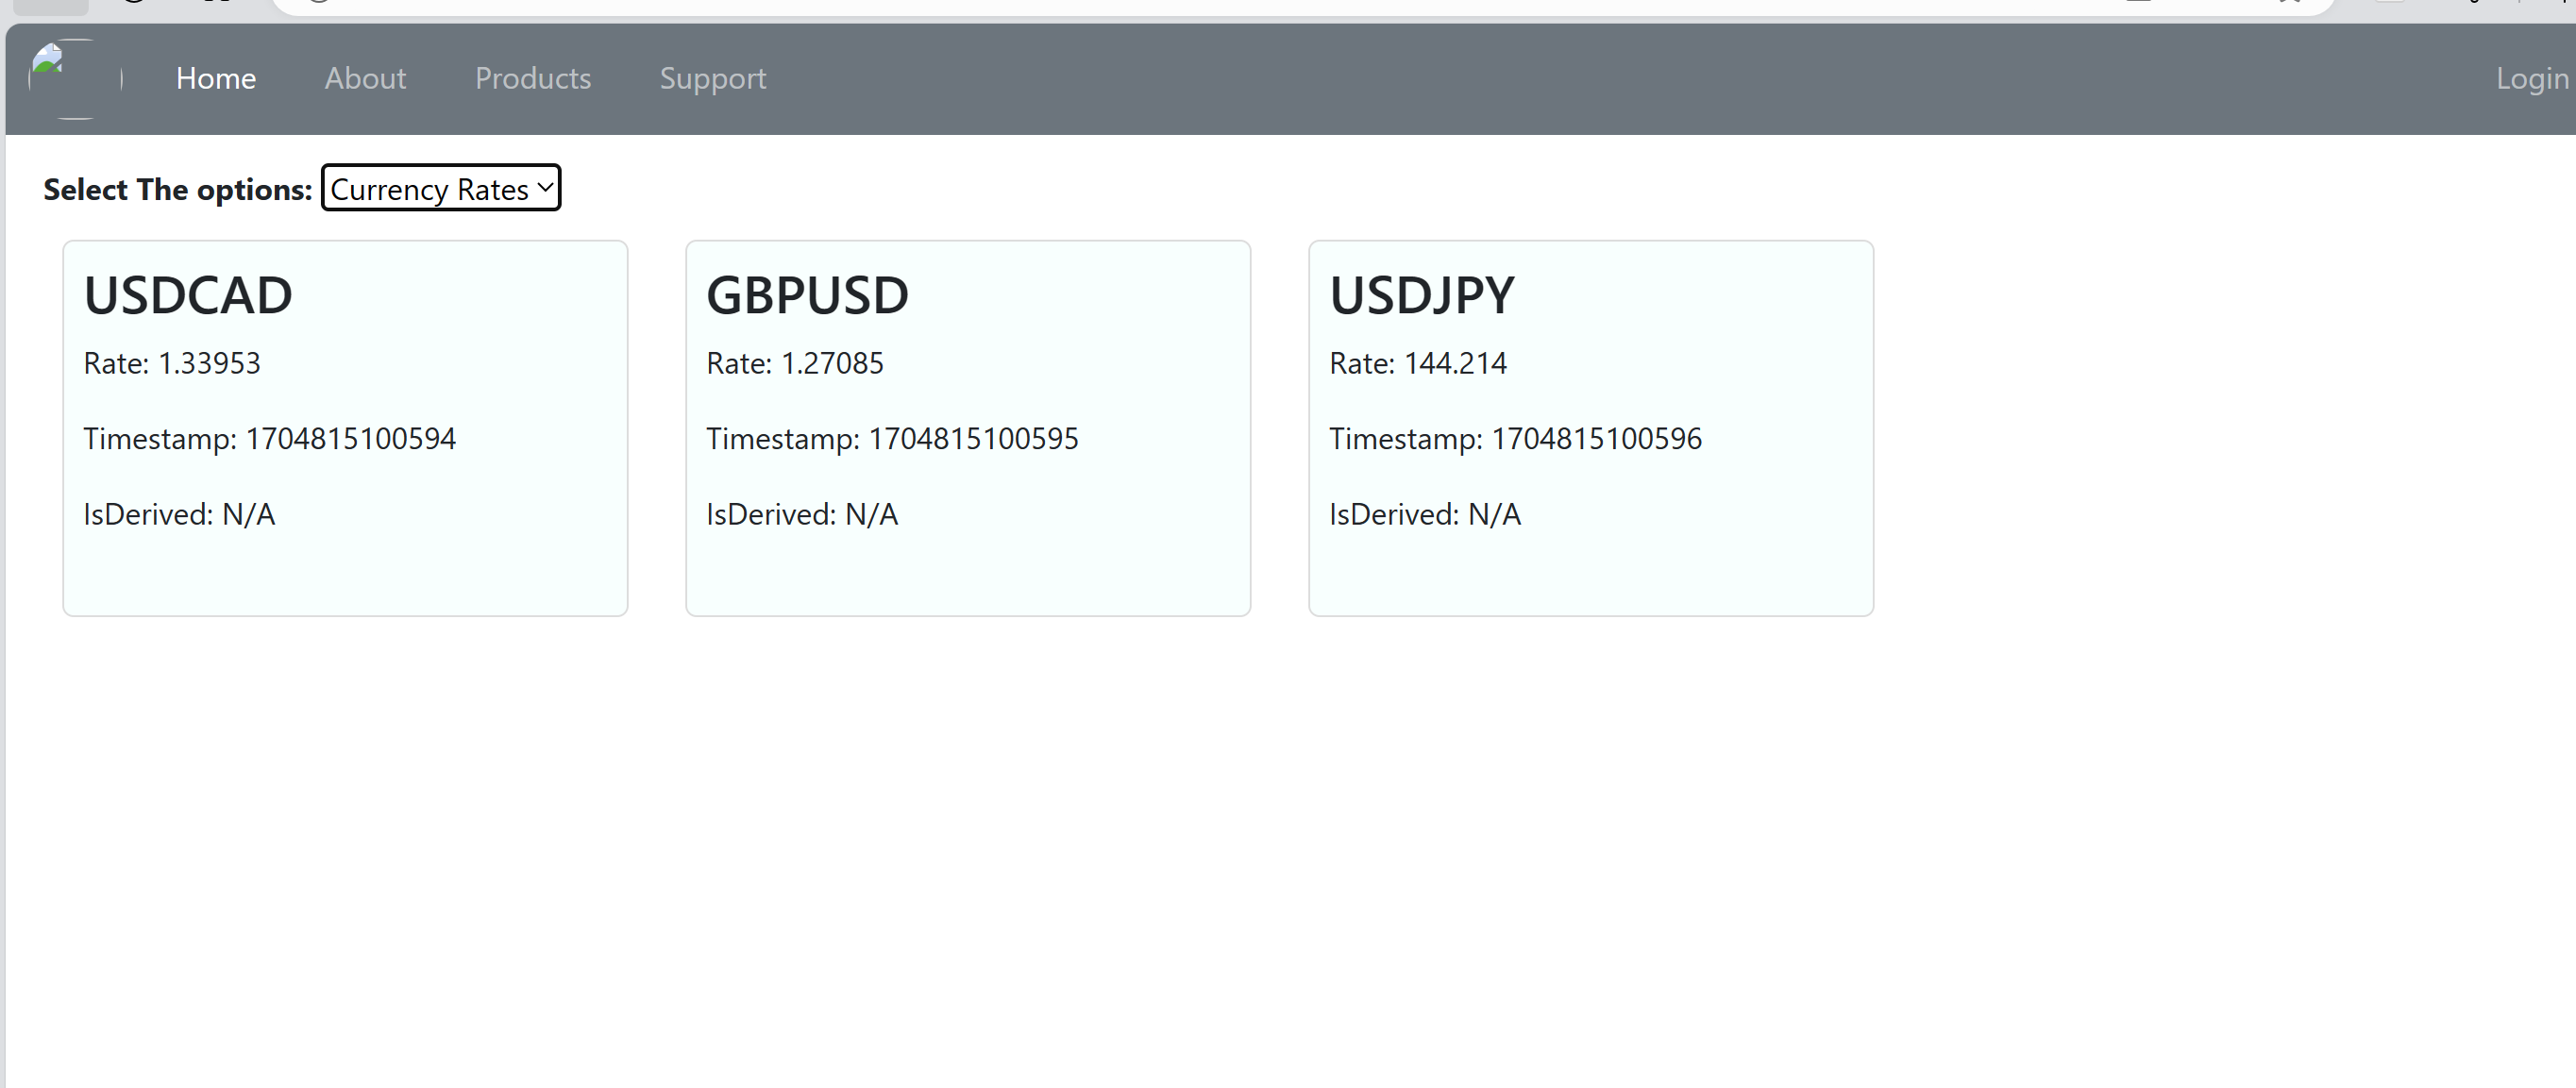 Home About Products Support Login
Select The options: Currency Rates
USDCAD
Rate: 1.33953
Timestamp: 1704815100594
IsDerived: N/A
GBPUSD
Rate: 1.27085
Timestamp: 1704815100595
IsDerived: N/A
USDJPY
Rate: 144.214
Timestamp: 1704815100596
IsDerived: N/A